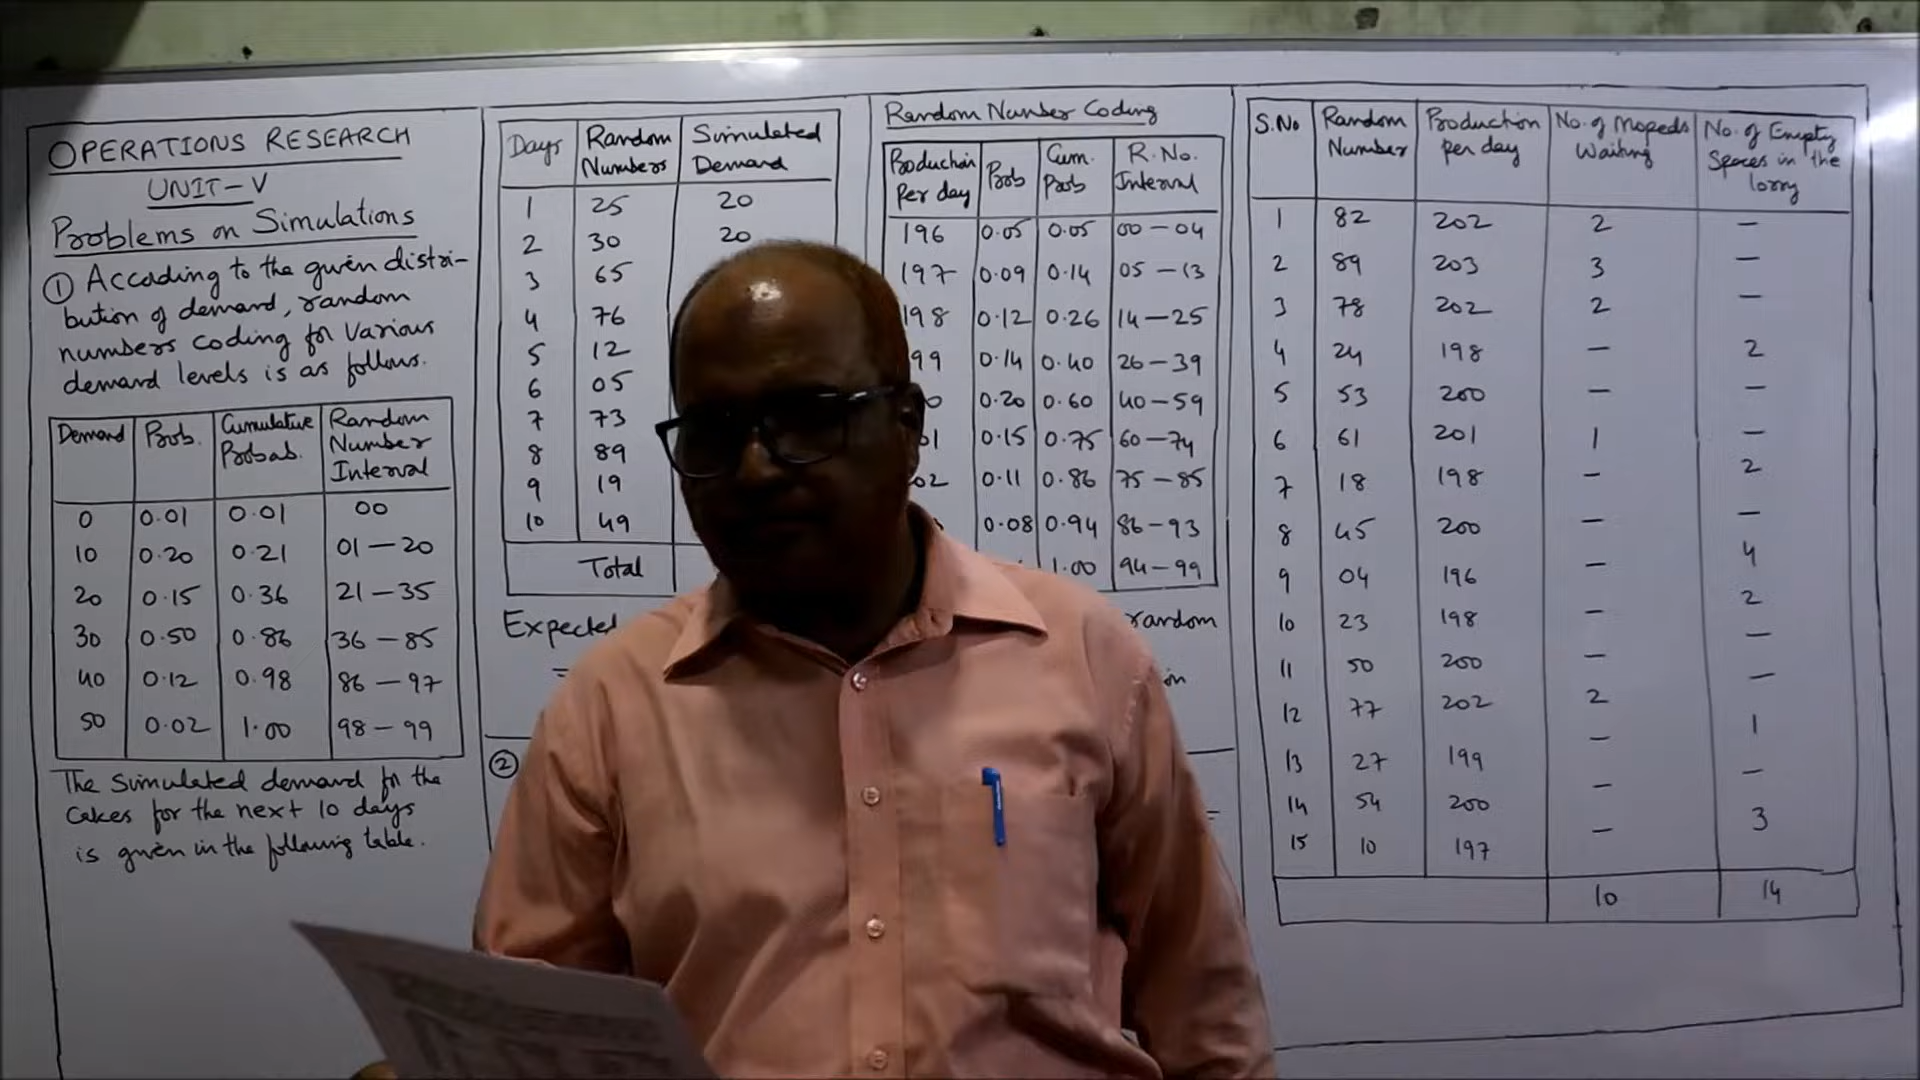 OPERATIONS RESEARCH
UNIT-V
Problems on Simulations
① According to the given distri-
bution of demand, random
numbers coding for various
demand levels is as follows.
Demand Prob. Cumulative Probab. Random Number Interval
0 0.01 0.01 00
10 0.20 0.21 01-20
20 0.15 0.36 21-35
30 0.50 0.86 36-85
40 0.12 0.98 86-97
50 0.02 1.00 98-99
The simulated demand for the
cakes for the next 10 days
is given in the following table.
Days Random Numbers Simulated Demand
1 25 20
2 30 20
3 65
4 76
5 12
6 05
7 73
8 89
9 19
10 49
Total
Expected
=
②
Random Number Coding
Production Per day Prob Cum. Prob R.No. Interval
196 0.05 0.05 00-04
197 0.09 0.14 05-13
198 0.12 0.26 14-25
99 0.14 0.40 26-39
0 0.20 0.60 40-59
01 0.15 0.75 60-74
02 0.11 0.86 75-85
0.08 0.94 86-93
1.00 94-99
random
S.No Random Number Production per day No. of Mopeds Waiting No. of Empty Spaces in the lorry
1 82 202 2 -
2 89 203 3 -
3 78 202 2 -
4 24 198 - 2
5 53 200 - -
6 61 201 1 -
7 18 198 - 2
8 45 200 - -
9 04 196 - 4
10 23 198 - 2
11 50 200 - -
12 77 202 2 -
13 27 199 - 1
14 54 200 - -
15 10 197 - 3
10 14